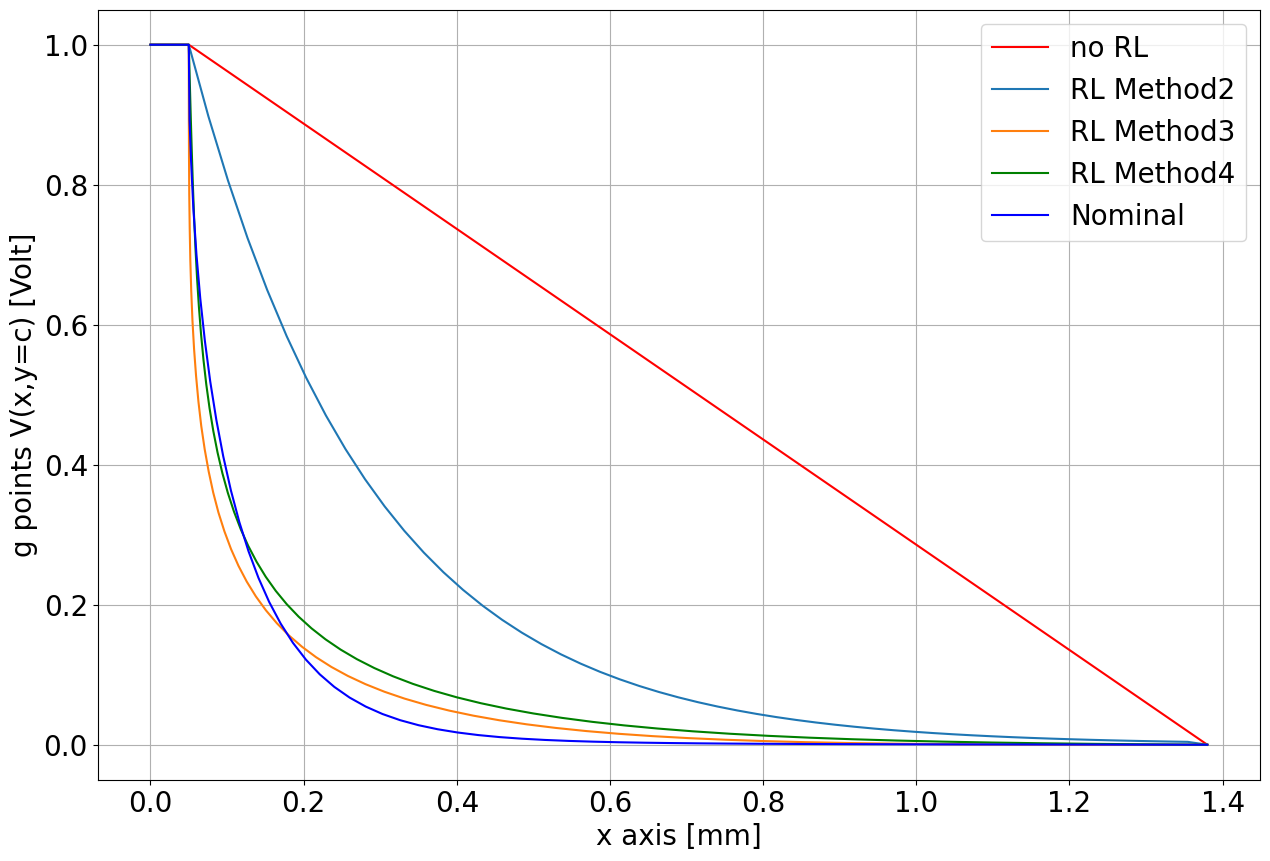 g points V(x,y=c) [Volt]
1.0
0.8
0.6
0.4
0.2
0.0
no RL
RL Method2
RL Method3
RL Method4
Nominal
0.0 0.2 0.4 0.6 0.8 1.0 1.2 1.4
x axis [mm]